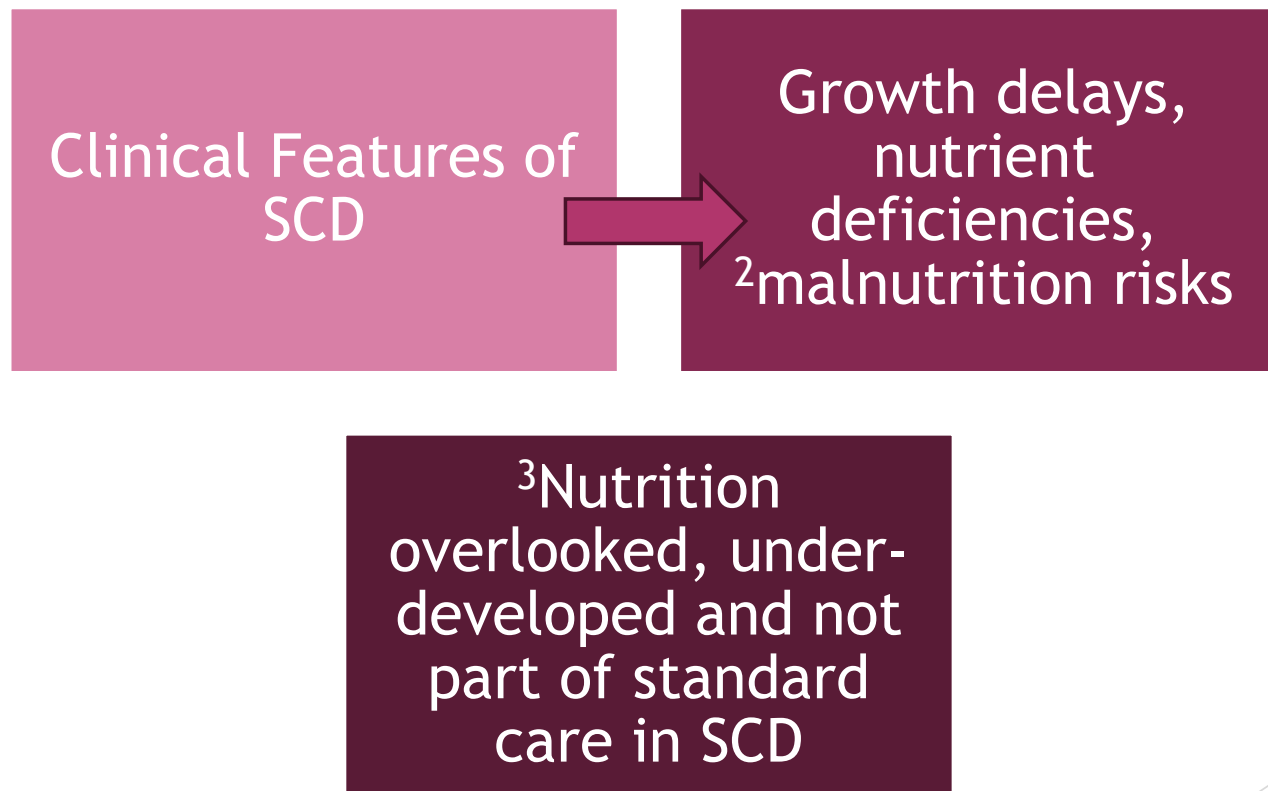 Clinical Features of
SCD
Growth delays,
nutrient
deficiencies,
²malnutrition risks
³Nutrition
overlooked, under-
developed and not
part of standard
care in SCD